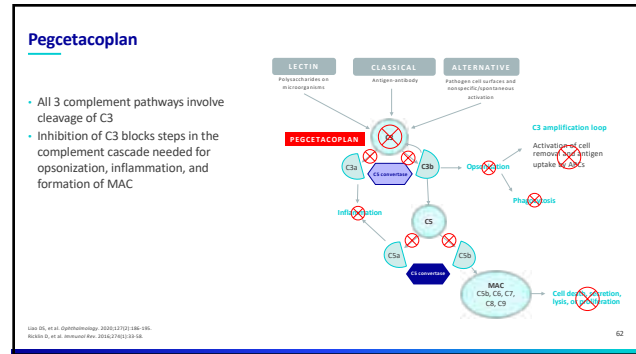 Pegcetacoplan
• All 3 complement pathways involve
cleavage of C3
• Inhibition of C3 blocks steps in the
complement cascade needed for
opsonization, inflammation, and
formation of MAC
LECTIN
Polysaccharides on
microorganisms
CLASSICAL
Antigen-antibody
ALTERNATIVE
Pathogen cell surfaces and
nonspecific/spontaneous
activation
PEGCETACOPLAN
C3
C3a
C3b
C5 convertase
Opsonization
C3 amplification loop
Activation of cell
removal and antigen
uptake by APCs
Phagocytosis
Inflammation
C5
C5a
C5b
C5 convertase
MAC
C5b, C6, C7,
C8, C9
Cell death, secretion,
lysis, or proliferation
Liao DS, et al. Ophthalmology. 2020;127(2):186-195.
Ricklin D, et al. Immunol Rev. 2016;274(1):33-58.
62